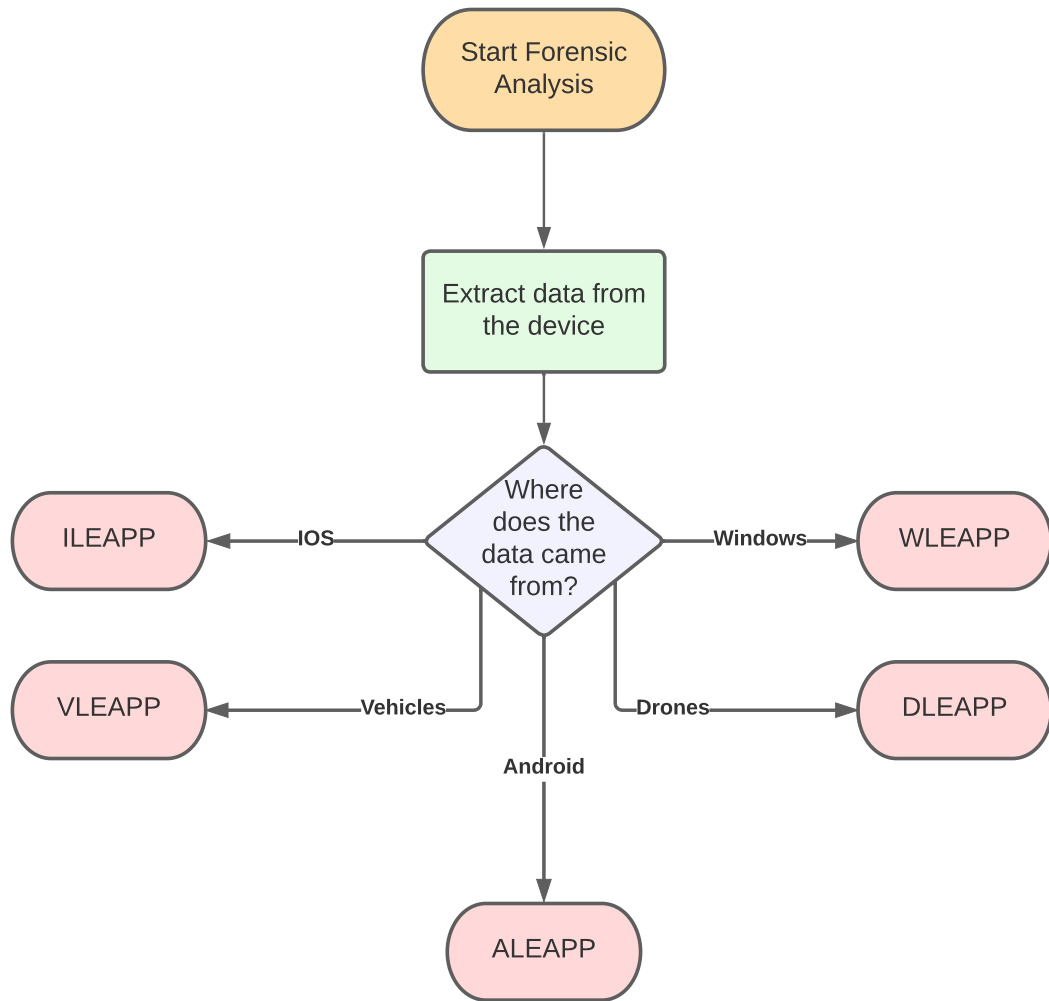 Start Forensic
Analysis
Extract data from
the device
Where
does the
data came
from?
IOS
ILEAPP
Windows
WLEAPP
Vehicles
VLEAPP
Drones
DLEAPP
Android
ALEAPP